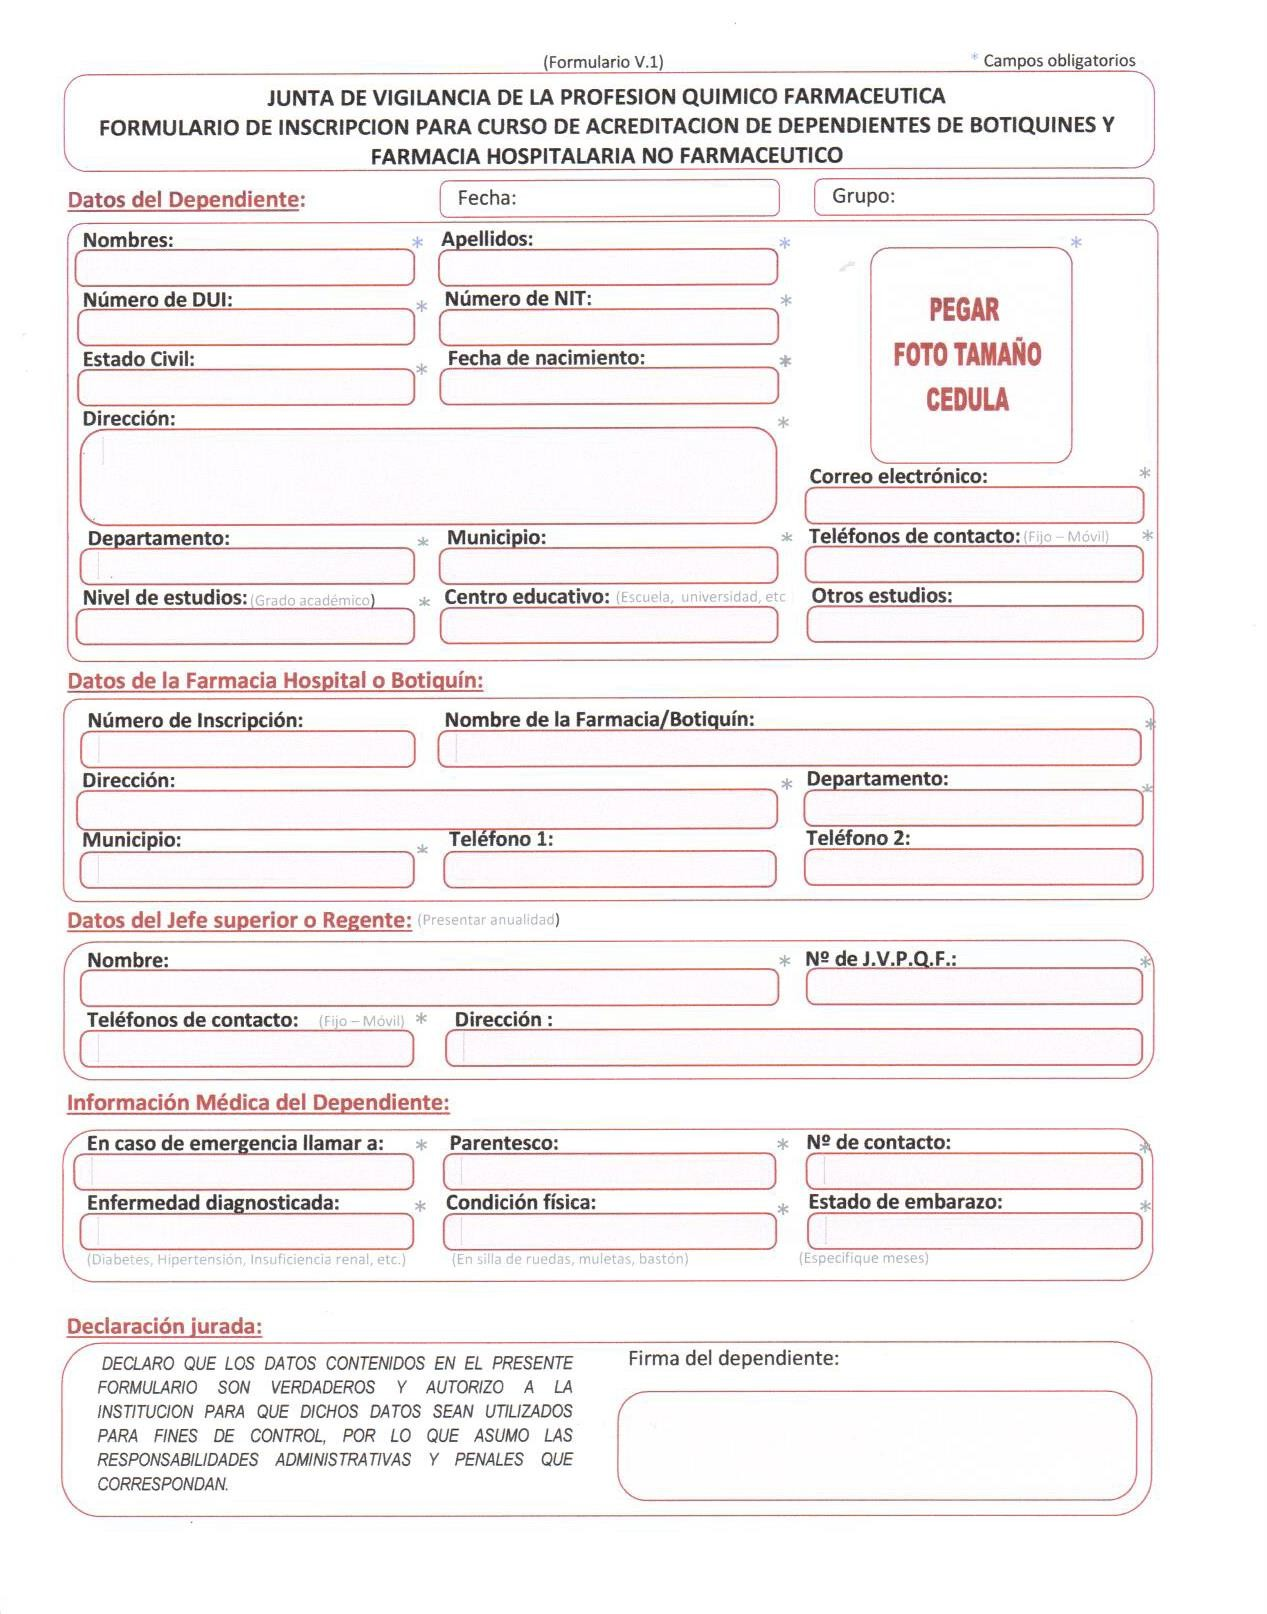 (Formulario V.1) * Campos obligatorios
JUNTA DE VIGILANCIA DE LA PROFESION QUIMICO FARMACEUTICA
FORMULARIO DE INSCRIPCION PARA CURSO DE ACREDITACION DE DEPENDIENTES DE BOTIQUINES Y
FARMACIA HOSPITALARIA NO FARMACEUTICO
Datos del Dependiente: Fecha: Grupo:
Nombres: * Apellidos: * *
Número de DUI: * Número de NIT: *
PEGAR
FOTO TAMAÑO
CEDULA
Estado Civil: * Fecha de nacimiento: *
Dirección: *
Correo electrónico: *
Departamento: * Municipio: * Teléfonos de contacto: (Fijo – Móvil) *
Nivel de estudios: (Grado académico) * Centro educativo: (Escuela, universidad, etc Otros estudios:
Datos de la Farmacia Hospital o Botiquín:
Número de Inscripción: Nombre de la Farmacia/Botiquín: *
Dirección: * Departamento: *
Municipio: * Teléfono 1: Teléfono 2:
Datos del Jefe superior o Regente: (Presentar anualidad)
Nombre: * Nº de J.V.P.Q.F.: *
Teléfonos de contacto: (Fijo – Móvil) * Dirección :
Información Médica del Dependiente:
En caso de emergencia llamar a: * Parentesco: * Nº de contacto: *
Enfermedad diagnosticada: * Condición física: * Estado de embarazo: *
(Diabetes, Hipertensión, Insuficiencia renal, etc.) (En silla de ruedas, muletas, bastón) (Especifique meses)
Declaración jurada:
DECLARO QUE LOS DATOS CONTENIDOS EN EL PRESENTE
FORMULARIO SON VERDADEROS Y AUTORIZO A LA
INSTITUCION PARA QUE DICHOS DATOS SEAN UTILIZADOS
PARA FINES DE CONTROL, POR LO QUE ASUMO LAS
RESPONSABILIDADES ADMINISTRATIVAS Y PENALES QUE
CORRESPONDAN.
Firma del dependiente: